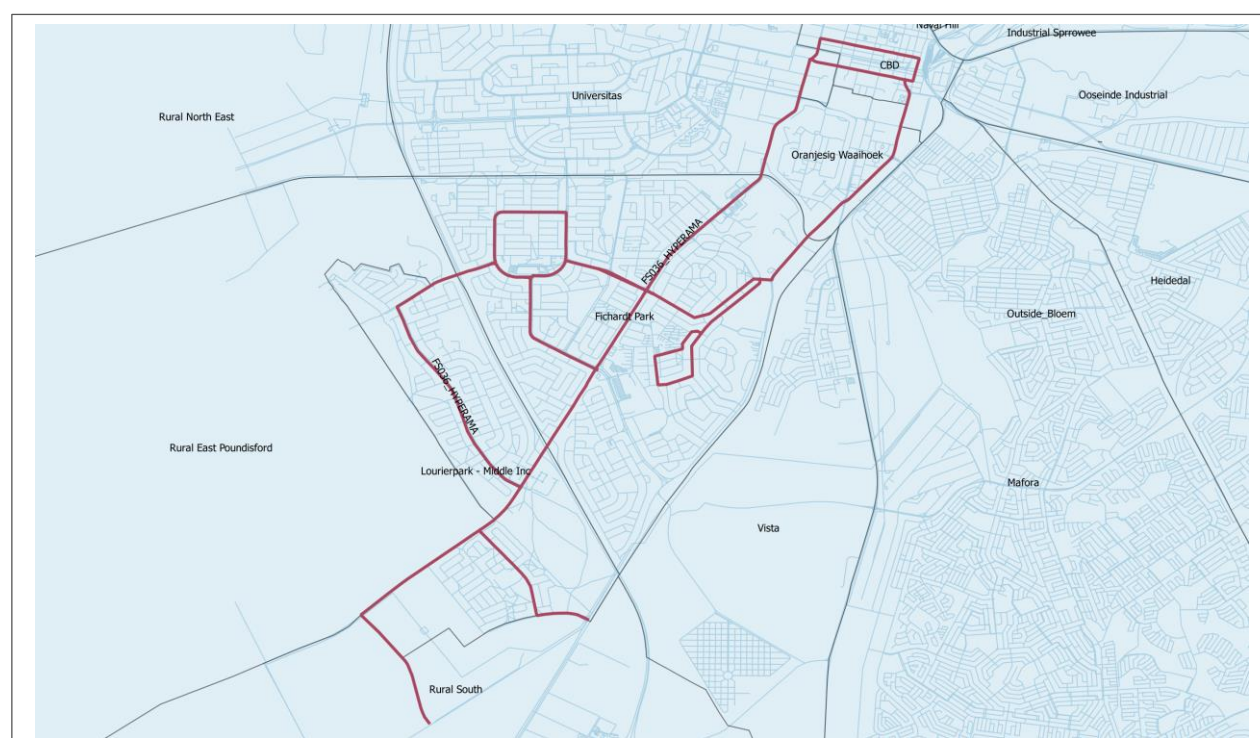 Naval Hill
Industrial Sprrowee
CBD
Universitas
Ooseinde Industrial
Rural North East
Oranjesig Waaihoek
FS036_HYPERAMA
Heidedal
Fichardt Park
Outside_Bloem
FS036_HYPERAMA
Rural East Poundisford
Lourierpark - Middle Inc
Mafora
Vista
Rural South